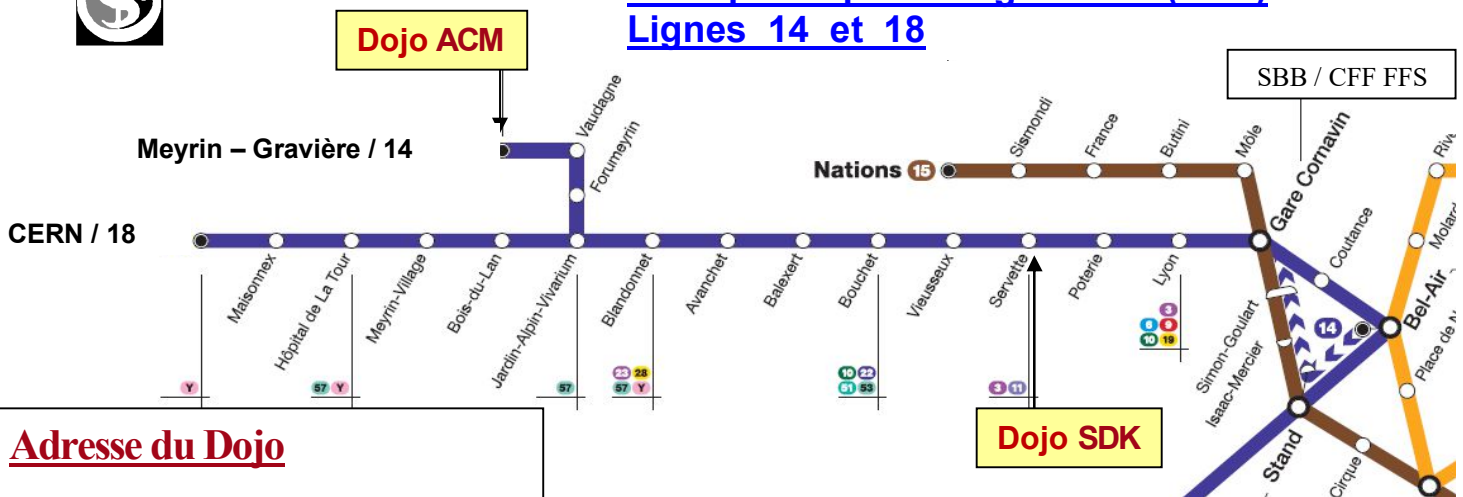 Lignes 14 et 18
Dojo ACM
SBB / CFF FFS
Meyrin – Gravière / 14
Vaudagne
Forumeyrin
Nations 15
Sismondi
France
Butini
Môle
Gare Cornavin
CERN / 18
Maisonnex
Hôpital de La Tour
Meyrin-Village
Bois-du-Lan
Jardin-Alpin-Vivarium
Blandonnet
Avanchet
Balexert
Bouchet
Vieusseux
Servette
Poterie
Lyon
Coutance
Bel-Air
Molard
14
Simon-Goulart
Isaac-Mercier
Place de
Stand
Cirque
3
6 9
10 19
Y
57 Y
57
23 28
57 Y
10 22
51 53
3 11
Dojo SDK
Adresse du Dojo